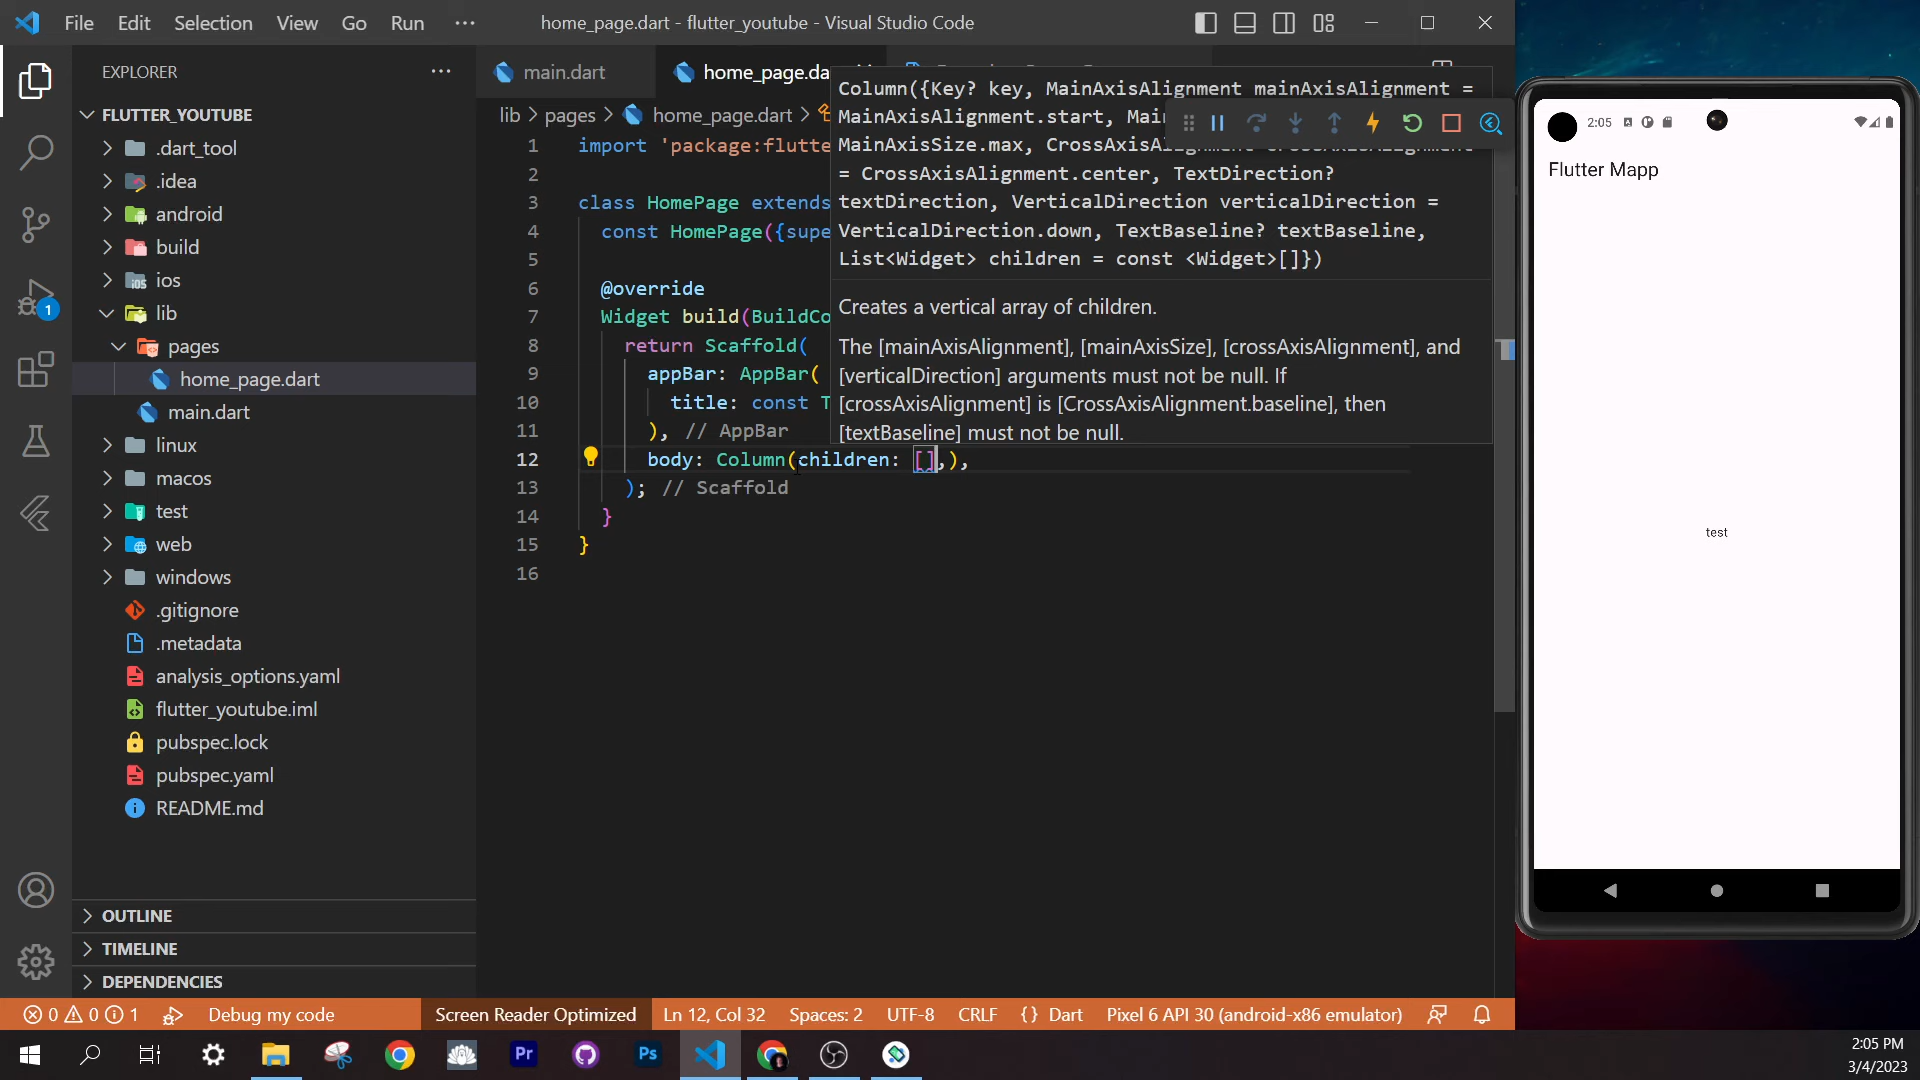 File Edit Selection View Go Run ···
home_page.dart - flutter_youtube - Visual Studio Code
EXPLORER
FLUTTER_YOUTUBE
.dart_tool
.idea
android
build
ios
lib
pages
home_page.dart
main.dart
linux
macos
test
web
windows
.gitignore
.metadata
analysis_options.yaml
flutter_youtube.iml
pubspec.lock
pubspec.yaml
README.md
OUTLINE
TIMELINE
DEPENDENCIES
1
main.dart
home_page.da
lib > pages > home_page.dart >
1 import 'package:flutte
2
3 class HomePage extends
4 const HomePage({supe
5
6 @override
7 Widget build(BuildCo
8 return Scaffold(
9 appBar: AppBar(
10 title: const T
11 ), // AppBar
12 body: Column(children: [],),
13 ); // Scaffold
14 }
15 }
16
Column({Key? key, MainAxisAlignment mainAxisAlignment =
MainAxisAlignment.start,
MainAxisSize.max,
= CrossAxisAlignment.center, TextDirection?
textDirection, VerticalDirection verticalDirection =
VerticalDirection.down, TextBaseline? textBaseline,
List<Widget> children = const <Widget>[]})
Creates a vertical array of children.
The [mainAxisAlignment], [mainAxisSize], [crossAxisAlignment], and
[verticalDirection] arguments must not be null. If
[crossAxisAlignment] is [CrossAxisAlignment.baseline], then
[textBaseline] must not be null.
2:05
Flutter Mapp
test
0 0 1 Debug my code Screen Reader Optimized Ln 12, Col 32 Spaces: 2 UTF-8 CRLF {} Dart Pixel 6 API 30 (android-x86 emulator)
Pr
Ps
2:05 PM
3/4/2023